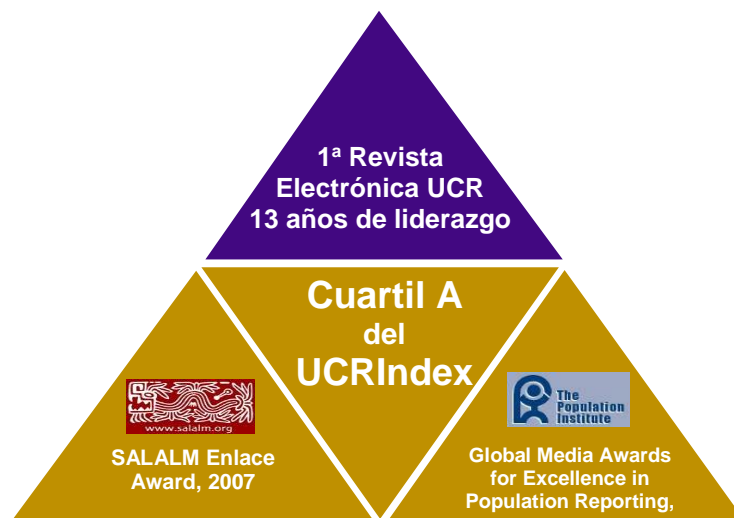 1ª Revista
Electrónica UCR
13 años de liderazgo
Cuartil A
del
UCRIndex
www.salalm.org
SALALM Enlace
Award, 2007
The
Population
Institute
Global Media Awards
for Excellence in
Population Reporting,